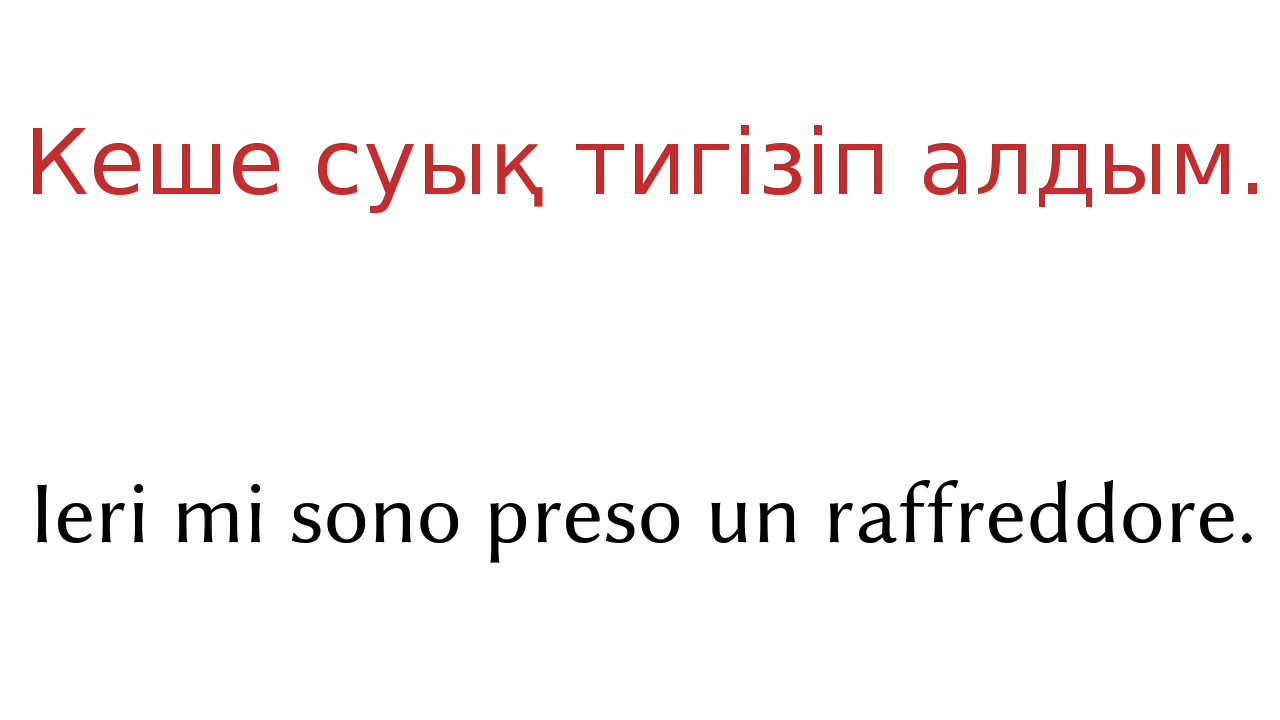 Кеше суық тигізіп алдым.
Ieri mi sono preso un raffreddore.